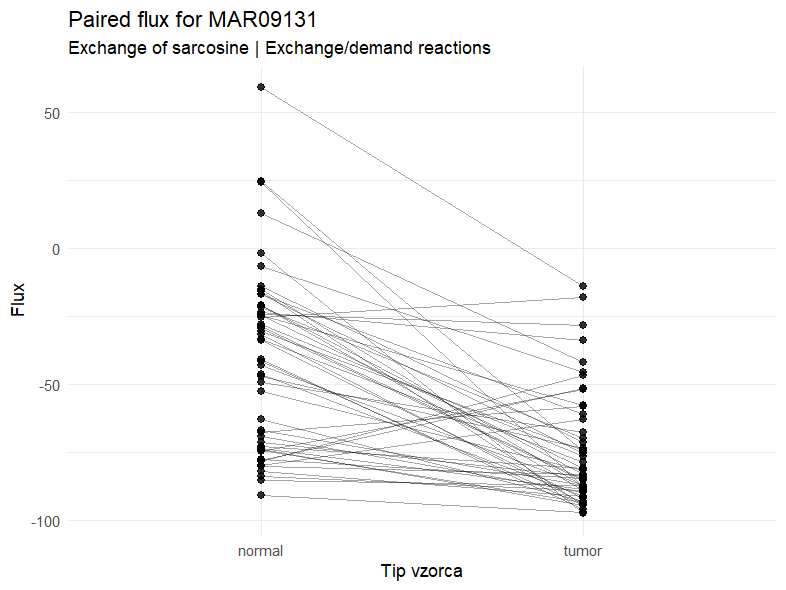 Paired flux for MAR09131
Exchange of sarcosine | Exchange/demand reactions
50
0
-50
-100
Flux
normal
tumor
Tip vzorca